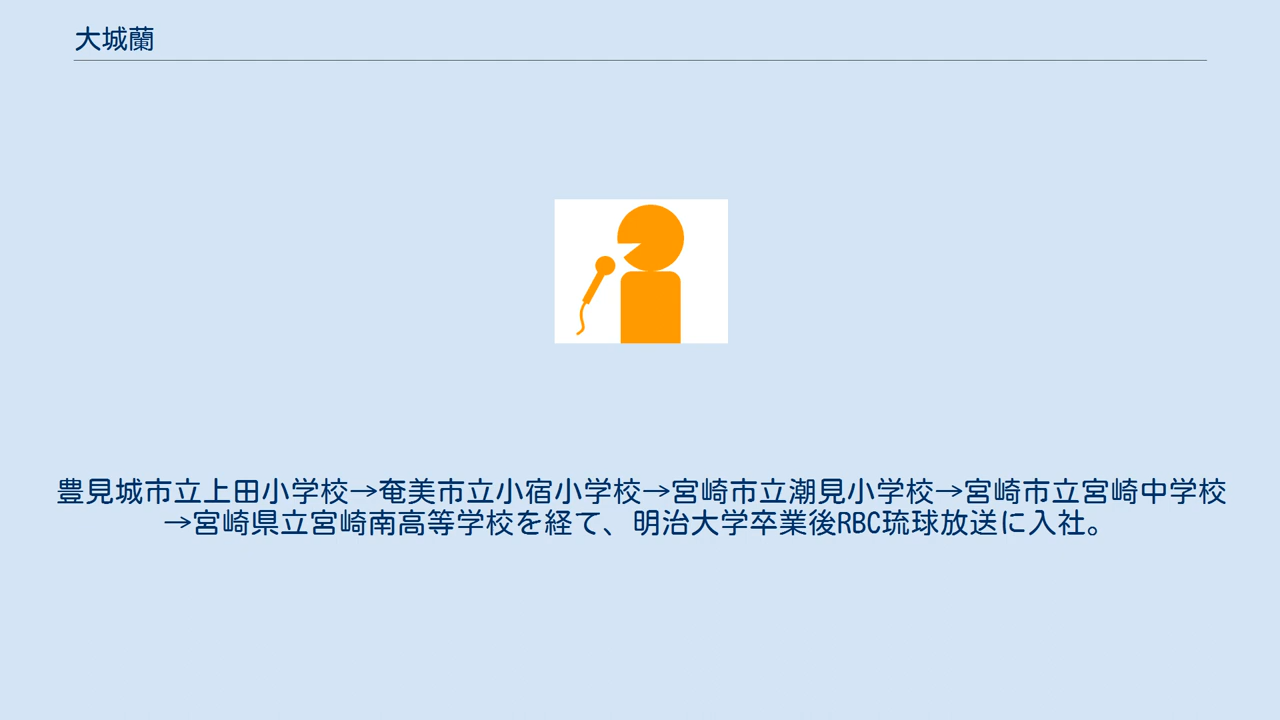 大城蘭
豊見城市立上田小学校→奄美市立小宿小学校→宮崎市立潮見小学校→宮崎市立宮崎中学校
→宮崎県立宮崎南高等学校を経て、明治大学卒業後RBC琉球放送に入社。